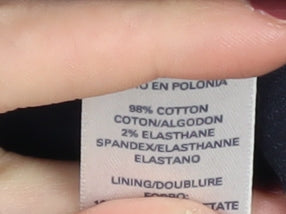 EN POLONIA
98% COTTON
COTON/ALGODON
2% ELASTHANE
SPANDEX/ELASTHANNE
ELASTANO
LINING/DOUBLURE